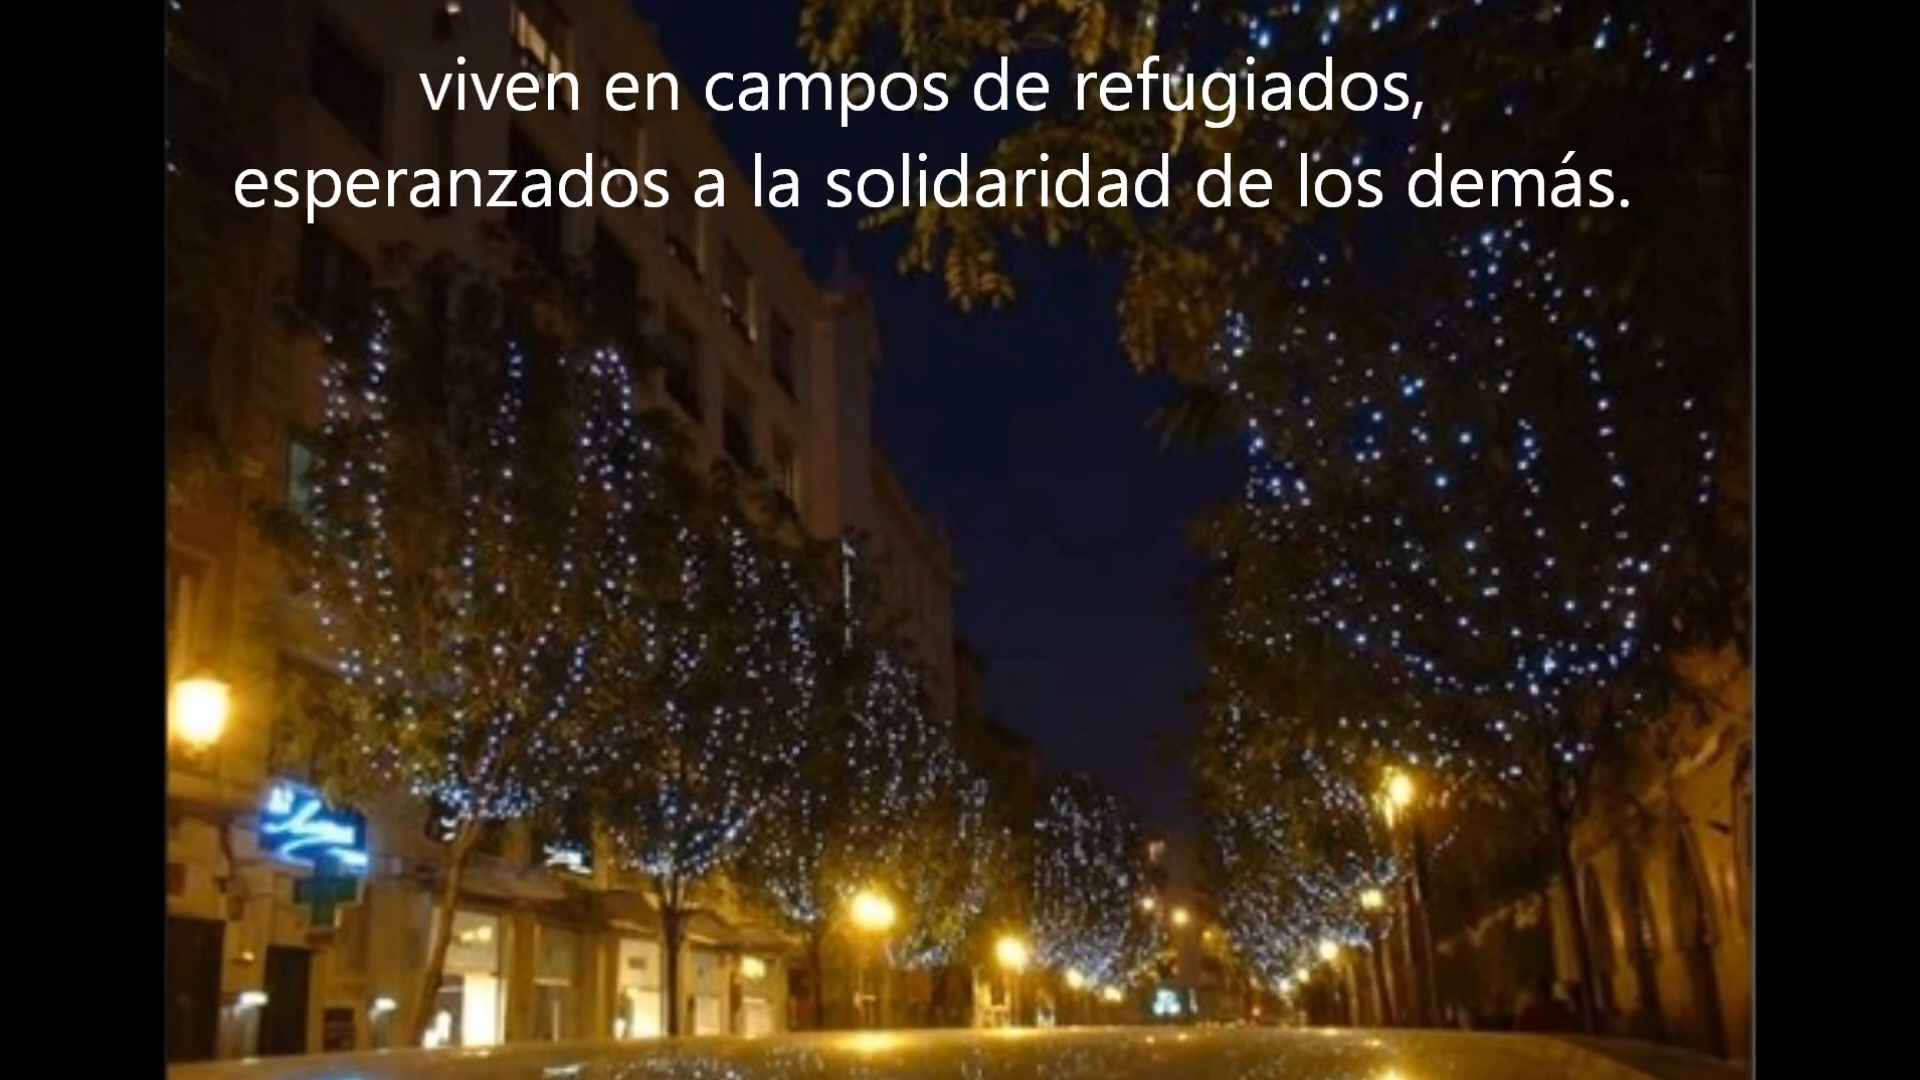 viven en campos de refugiados,
esperanzados a la solidaridad de los demás.